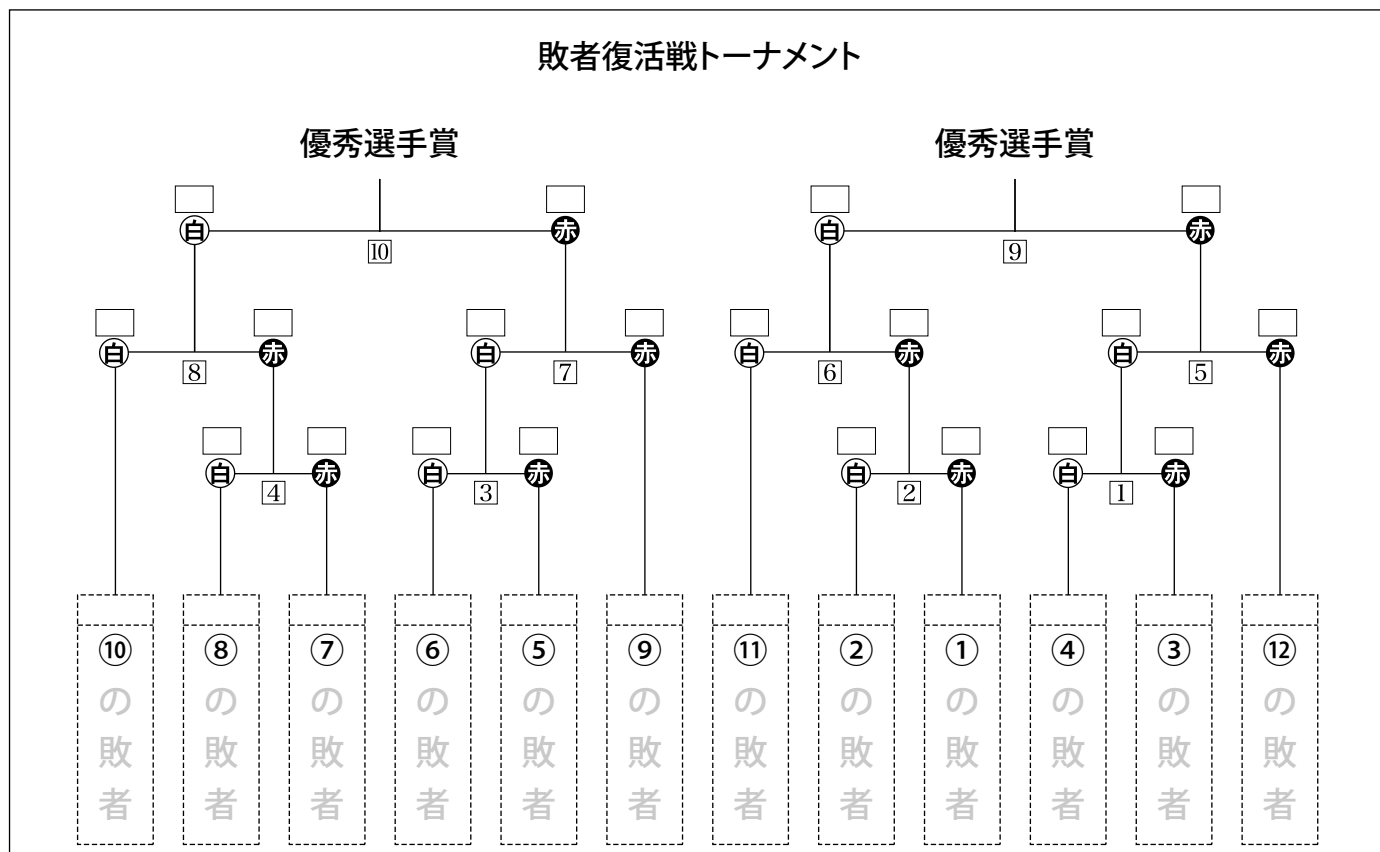 敗者復活戦トーナメント
優秀選手賞 優秀選手賞
白 赤 白 赤
10 9
白 赤 白 赤 白 赤 白 赤
8 7 6 5
白 赤 白 赤 白 赤 白 赤
4 3 2 1
⑩の敗者
⑧の敗者
⑦の敗者
⑥の敗者
⑤の敗者
⑨の敗者
⑪の敗者
②の敗者
①の敗者
④の敗者
③の敗者
⑫の敗者